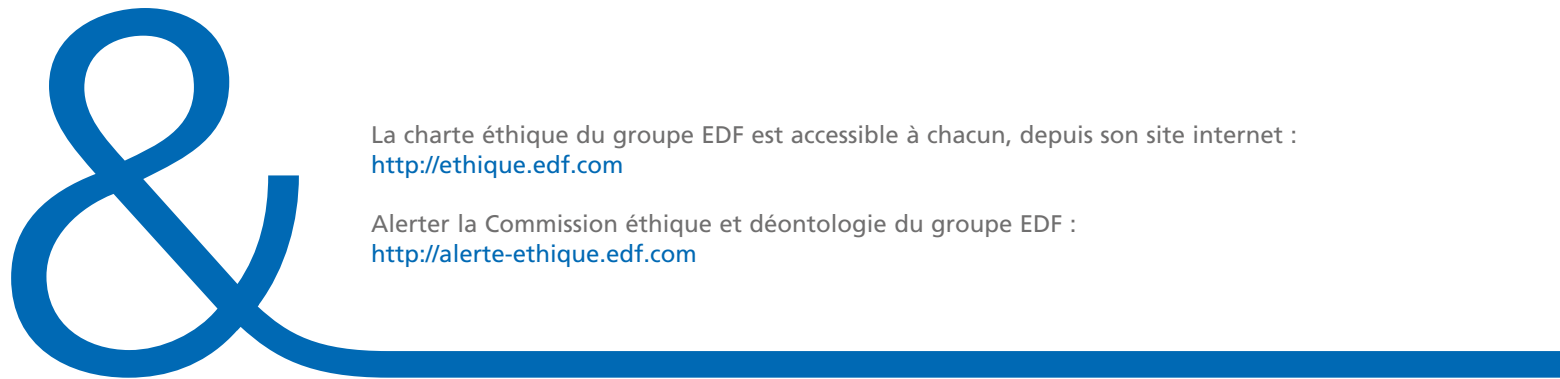 &
La charte éthique du groupe EDF est accessible à chacun, depuis son site internet :
http://ethique.edf.com
Alerter la Commission éthique et déontologie du groupe EDF :
http://alerte-ethique.edf.com